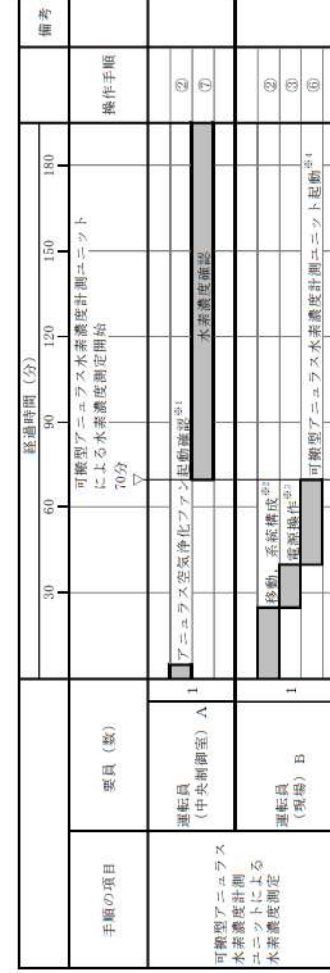 手順の項目
要員（数）
経過時間（分）
操作手順
備考
30
60
90
120
150
180
可搬型アニュラス水素濃度計測ユニット
による水素濃度測定開始
70分
▽
可搬型アニュラス
水素濃度計測
ユニットによる
水素濃度測定
運転員
（中央制御室） A
1
アニュラス空気浄化ファン起動確認※1
②
水素濃度確認
⑦
運転員
（現場） B
1
移動，系統構成※2
②
電源操作※3
③
可搬型アニュラス水素濃度計測ユニット起動※4
⑥